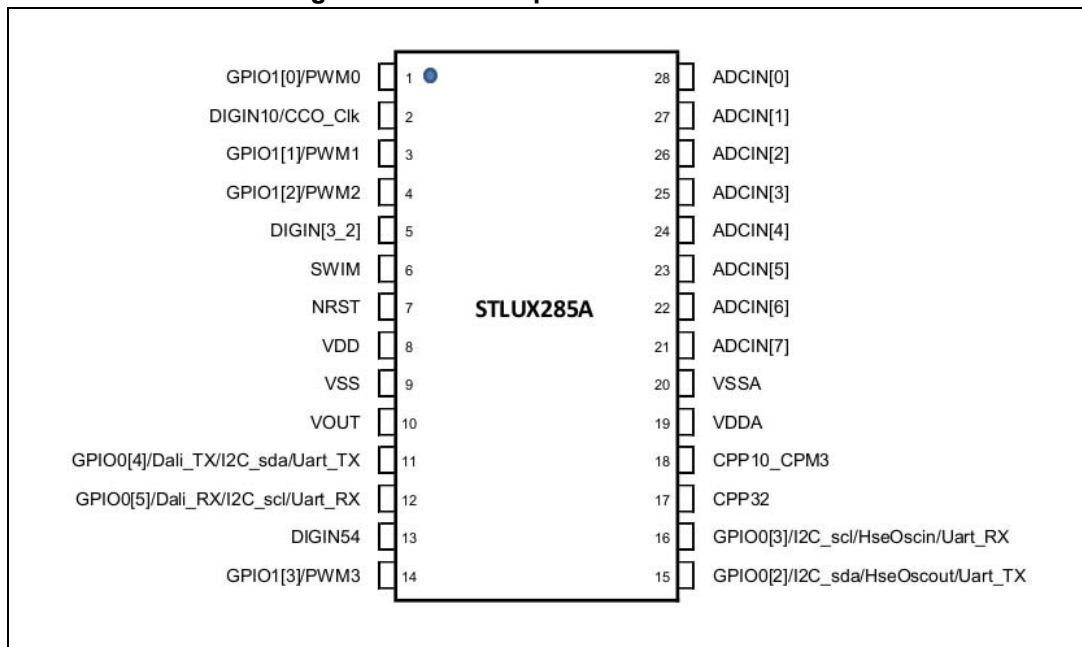 GPIO1[0]/PWM0 1 28 ADCIN[0]
DIGIN10/CCO_Clk 2 27 ADCIN[1]
GPIO1[1]/PWM1 3 26 ADCIN[2]
GPIO1[2]/PWM2 4 25 ADCIN[3]
DIGIN[3_2] 5 24 ADCIN[4]
SWIM 6 23 ADCIN[5]
NRST 7 STLUX285A 22 ADCIN[6]
VDD 8 21 ADCIN[7]
VSS 9 20 VSSA
VOUT 10 19 VDDA
GPIO0[4]/Dali_TX/I2C_sda/Uart_TX 11 18 CPP10_CPM3
GPIO0[5]/Dali_RX/I2C_scl/Uart_RX 12 17 CPP32
DIGIN54 13 16 GPIO0[3]/I2C_scl/HseOscin/Uart_RX
GPIO1[3]/PWM3 14 15 GPIO0[2]/I2C_sda/HseOscout/Uart_TX